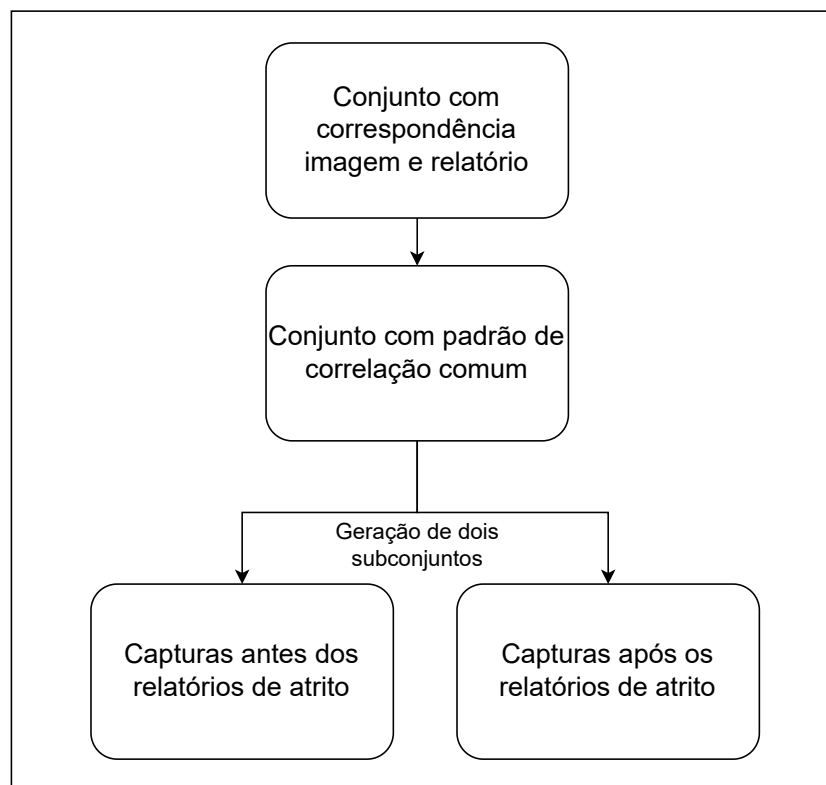 Conjunto com
correspondência
imagem e relatório
Conjunto com padrão de
correlação comum
Geração de dois
subconjuntos
Capturas antes dos
relatórios de atrito
Capturas após os
relatórios de atrito